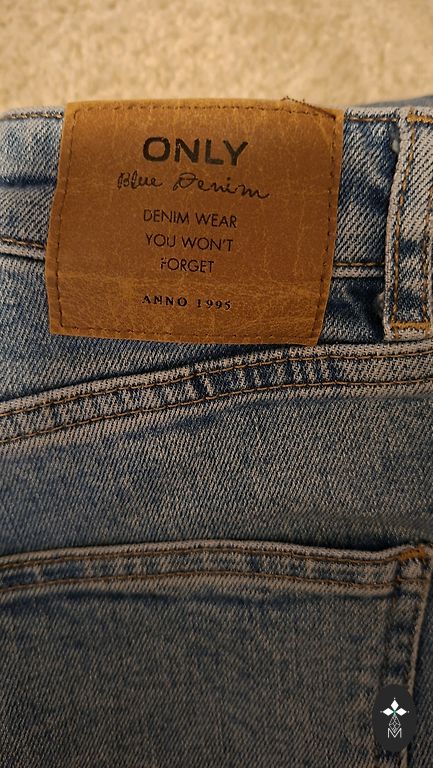 ONLY
Blue Denim
DENIM WEAR
YOU WON'T
FORGET
ANNO 1995
M